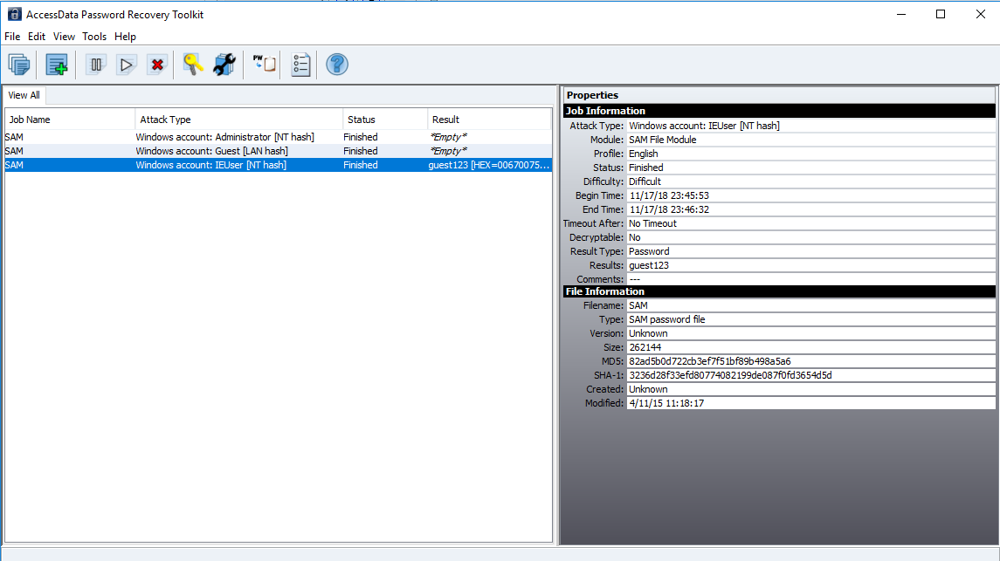 AccessData Password Recovery Toolkit
File Edit View Tools Help
PW
View All
Job Name Attack Type Status Result
SAM Windows account: Administrator [NT hash] Finished *Empty*
SAM Windows account: Guest [LAN hash] Finished *Empty*
SAM Windows account: IEUser [NT hash] Finished guest123 [HEX=00670075...
Properties
Job Information
Attack Type: Windows account: IEUser [NT hash]
Module: SAM File Module
Profile: English
Status: Finished
Difficulty: Difficult
Begin Time: 11/17/18 23:45:53
End Time: 11/17/18 23:46:32
Timeout After: No Timeout
Decryptable: No
Result Type: Password
Results: guest123
Comments: ---
File Information
Filename: SAM
Type: SAM password file
Version: Unknown
Size: 262144
MD5: 82ad5b0d722cb3ef7f51bf89b498a5a6
SHA-1: 3236d28f33efd80774082199de087f0fd3654d5d
Created: Unknown
Modified: 4/11/15 11:18:17